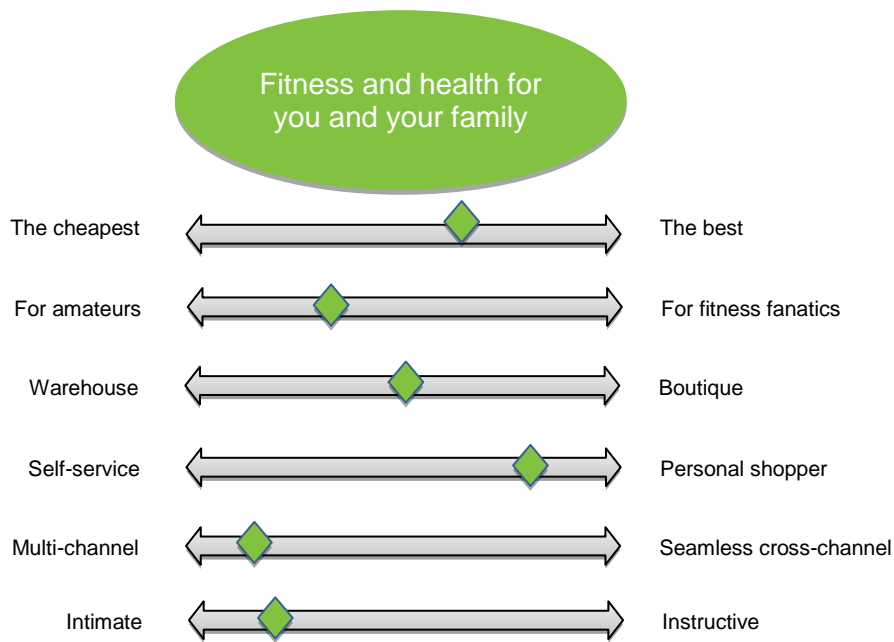 Fitness and health for
you and your family
The cheapest
The best
For amateurs
For fitness fanatics
Warehouse
Boutique
Self-service
Personal shopper
Multi-channel
Seamless cross-channel
Intimate
Instructive